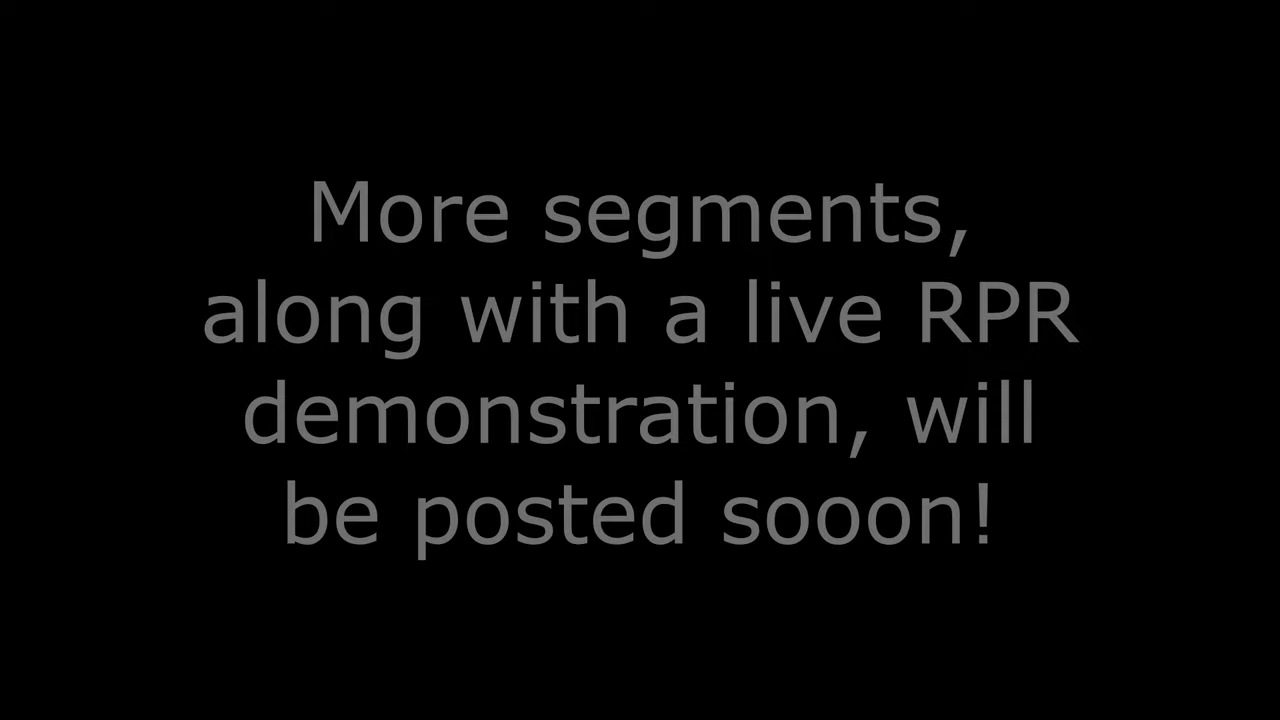 More segments,
along with a live RPR
demonstration, will
be posted sooon!